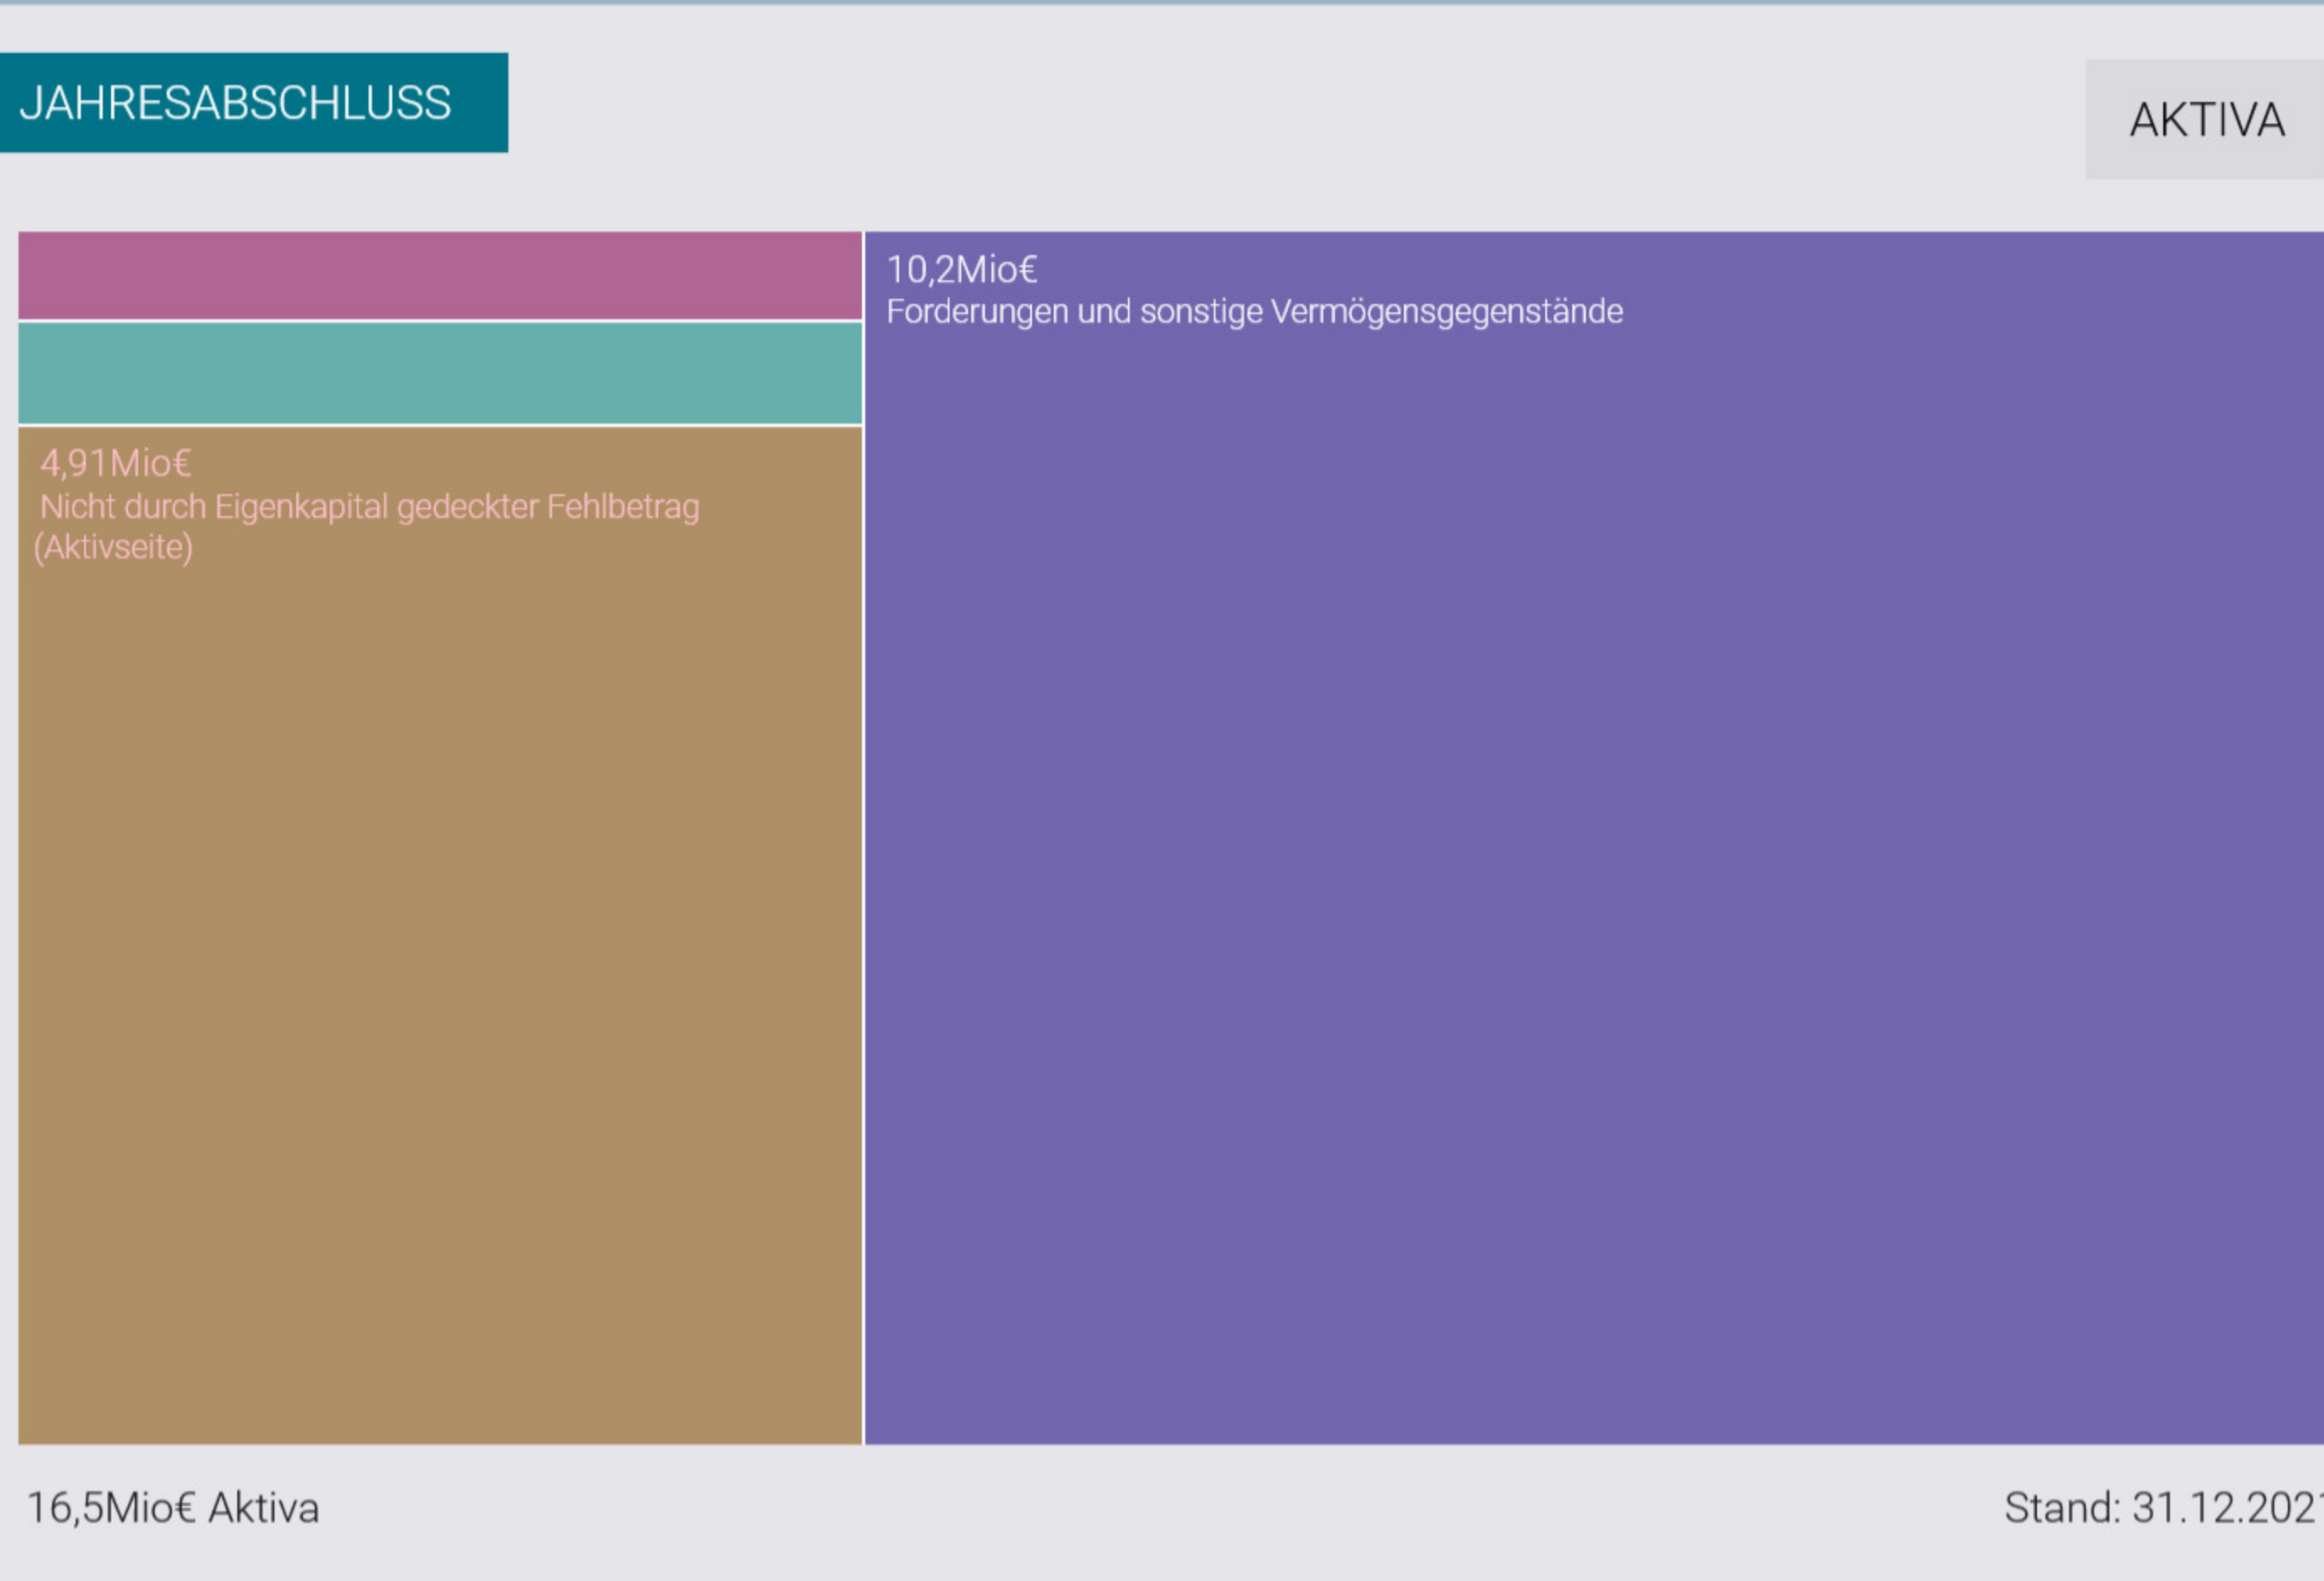 JAHRESABSCHLUSS
AKTIVA
10,2Mio€
Forderungen und sonstige Vermögensgegenstände
4,91Mio€
Nicht durch Eigenkapital gedeckter Fehlbetrag
(Aktivseite)
16,5Mio€ Aktiva
Stand: 31.12.2021